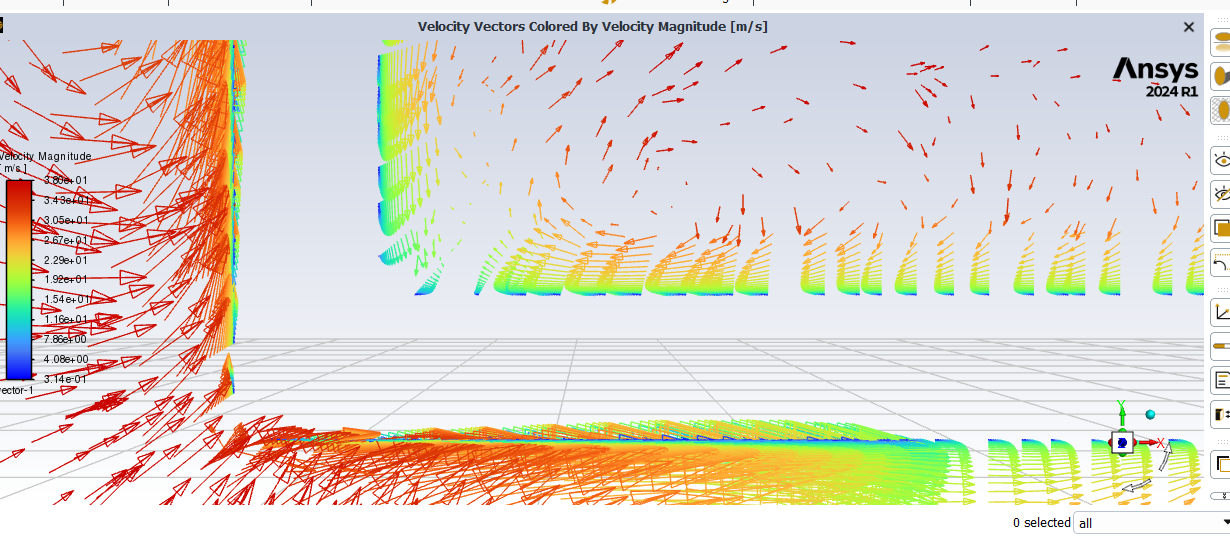 Velocity Vectors Colored By Velocity Magnitude [m/s]
Ansys
2024 R1
Velocity Magnitude
[m/s]
3.80e+01
3.43e+01
3.05e+01
2.67e+01
2.29e+01
1.92e+01
1.54e+01
1.16e+01
7.86e+00
4.08e+00
3.14e-01
vector-1
Y
X
0 selected all